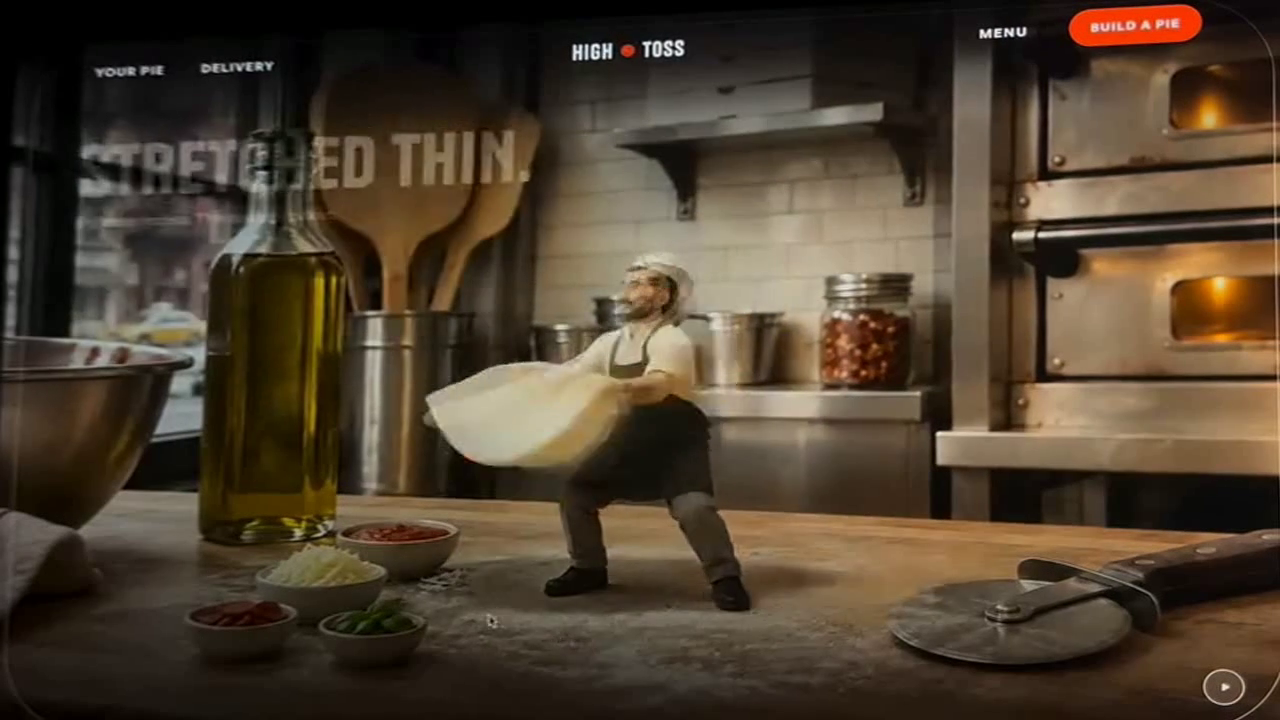 YOUR PIE
DELIVERY
HIGH TOSS
MENU
BUILD A PIE
STRETCHED THIN.